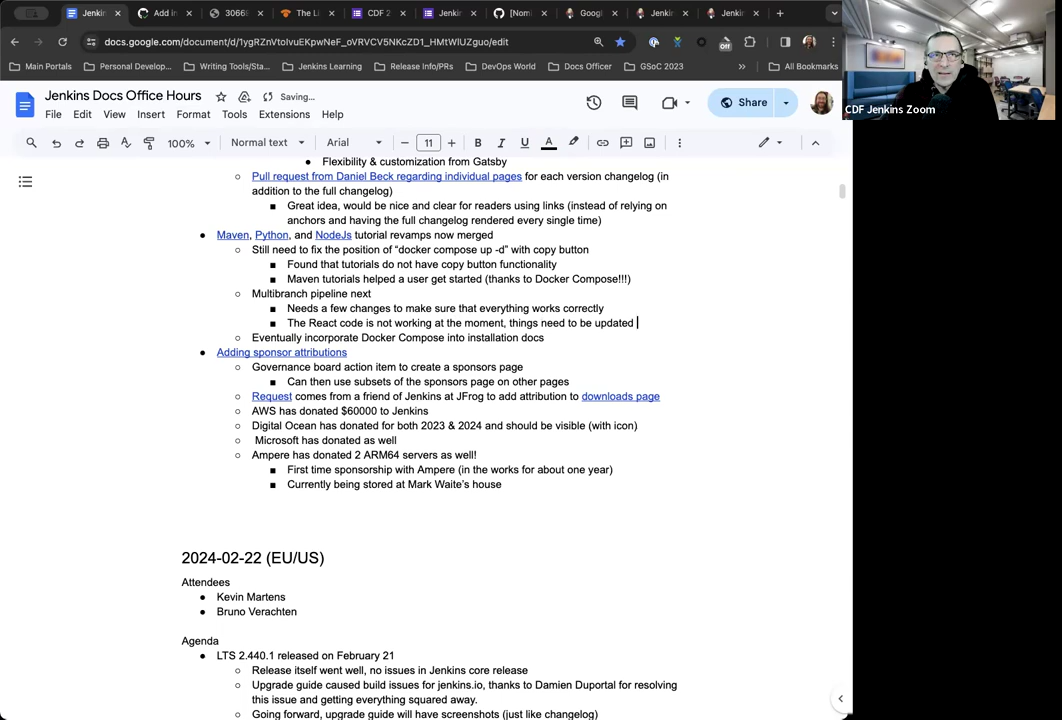 Jenkin
Add in
3066
The Li
CDF 2
Jenkin
[Nomi
Googl
Jenkin
Jenkin
docs.google.com/document/d/1ygRZnVtoIvuEKpwNeF_oVRVCV5NKcZD1_HMtWlUZguo/edit
Off
Main Portals
Personal Develop...
Writing Tools/Sta...
Jenkins Learning
Release Info/PRs
DevOps World
Docs Officer
GSoC 2023
»
All Bookmarks
CDF Jenkins Zoom
Jenkins Docs Office Hours
Saving...
File Edit View Insert Format Tools Extensions Help
Share
100%
Normal text
Arial
– 11 +
B I U A
Flexibility & customization from Gatsby
Pull request from Daniel Beck regarding individual pages for each version changelog (in
addition to the full changelog)
Great idea, would be nice and clear for readers using links (instead of relying on
anchors and having the full changelog rendered every single time)
Maven, Python, and NodeJs tutorial revamps now merged
Still need to fix the position of “docker compose up -d” with copy button
Found that tutorials do not have copy button functionality
Maven tutorials helped a user get started (thanks to Docker Compose!!!)
Multibranch pipeline next
Needs a few changes to make sure that everything works correctly
The React code is not working at the moment, things need to be updated
Eventually incorporate Docker Compose into installation docs
Adding sponsor attributions
Governance board action item to create a sponsors page
Can then use subsets of the sponsors page on other pages
Request comes from a friend of Jenkins at JFrog to add attribution to downloads page
AWS has donated $60000 to Jenkins
Digital Ocean has donated for both 2023 & 2024 and should be visible (with icon)
Microsoft has donated as well
Ampere has donated 2 ARM64 servers as well!
First time sponsorship with Ampere (in the works for about one year)
Currently being stored at Mark Waite’s house
2024-02-22 (EU/US)
Attendees
Kevin Martens
Bruno Verachten
Agenda
LTS 2.440.1 released on February 21
Release itself went well, no issues in Jenkins core release
Upgrade guide caused build issues for jenkins.io, thanks to Damien Duportal for resolving
this issue and getting everything squared away.
Going forward, upgrade guide will have screenshots (just like changelog)